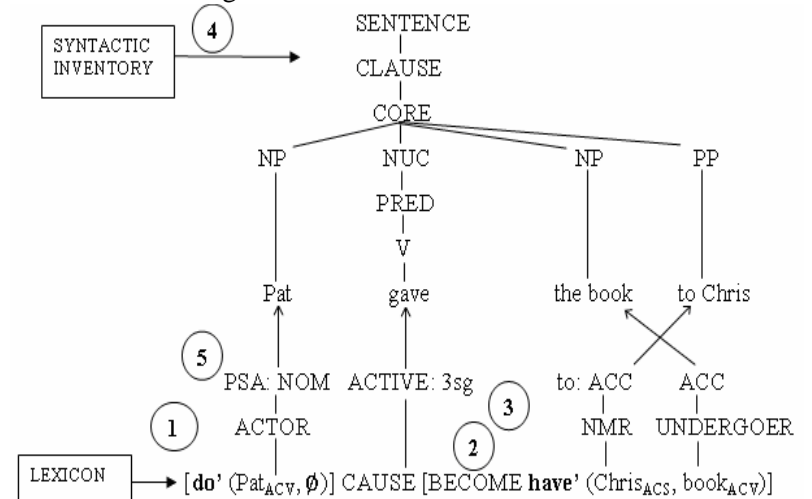 SENTENCE
4
SYNTACTIC
INVENTORY
CLAUSE
CORE
NP NUC NP PP
PRED
V
Pat gave the book to Chris
5
PSA: NOM ACTIVE: 3sg to: ACC ACC
1 ACTOR 3 NMR UNDERGOER
2
LEXICON [do' (PatACV, Ø)] CAUSE [BECOME have' (ChrisACS, bookACV)]